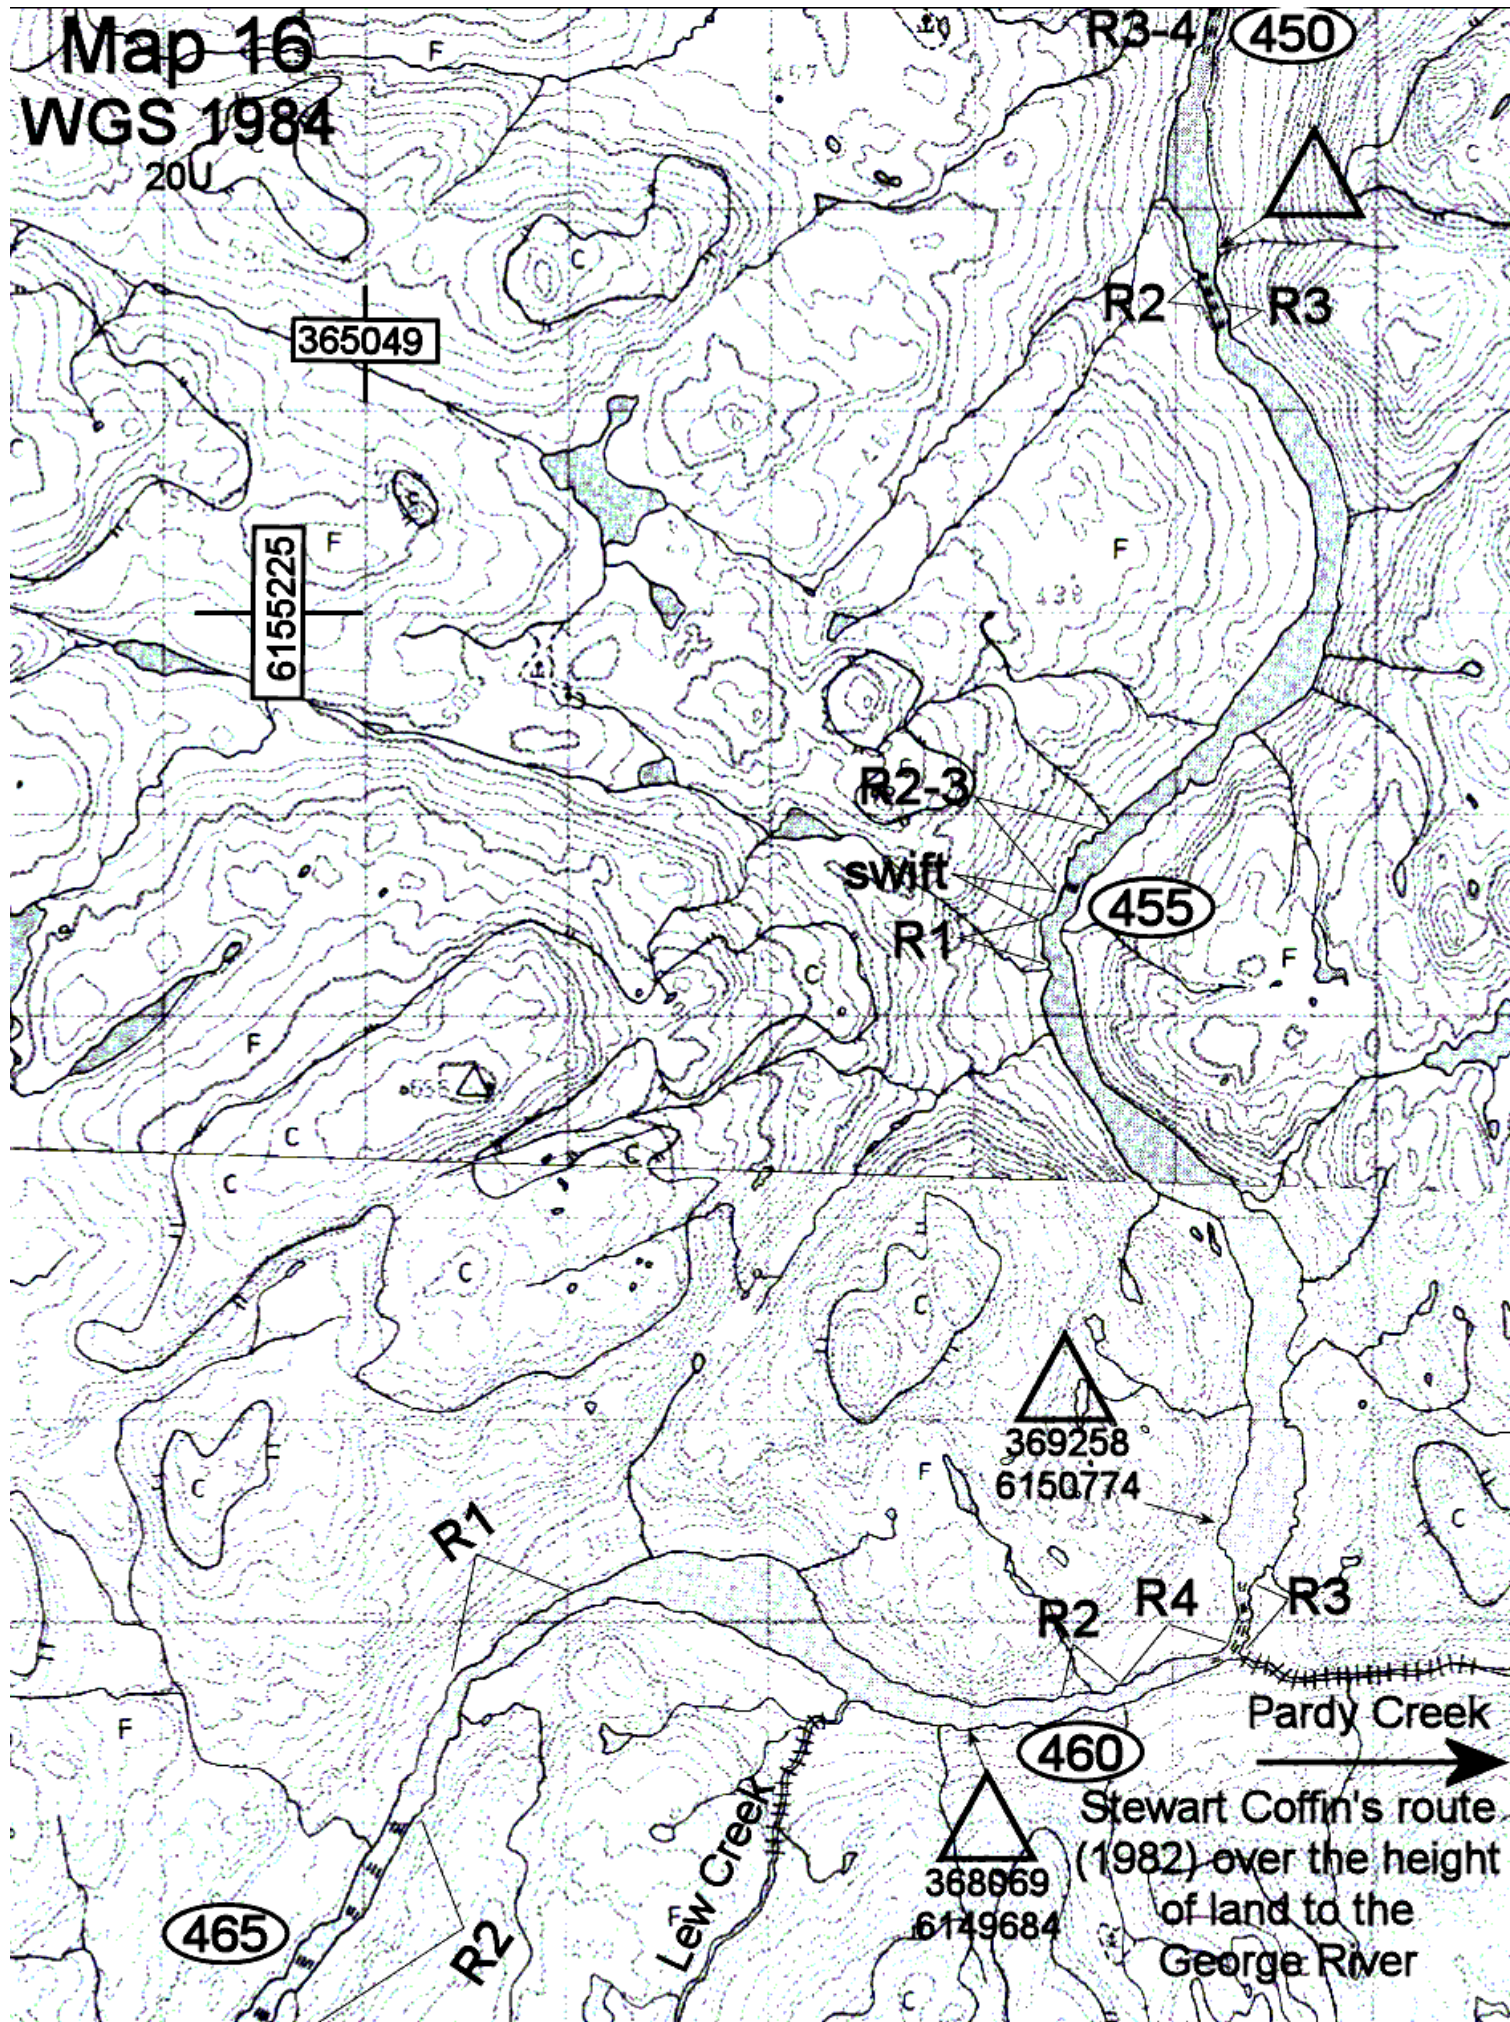 Map 16
WGS 1984
20U
R3-4
450
F
C
C
R2
R3
365049
C
F
F
438
6155225
R2-3
swift
455
R1
C
F
F
655
C
C
C
C
C
369258
6150774
F
C
C
R1
R2
R4
R3
F
Pardy Creek
460
Stewart Coffin's route
(1982) over the height
of land to the
George River
Lew Creek
368069
6149684
F
465
R2
C